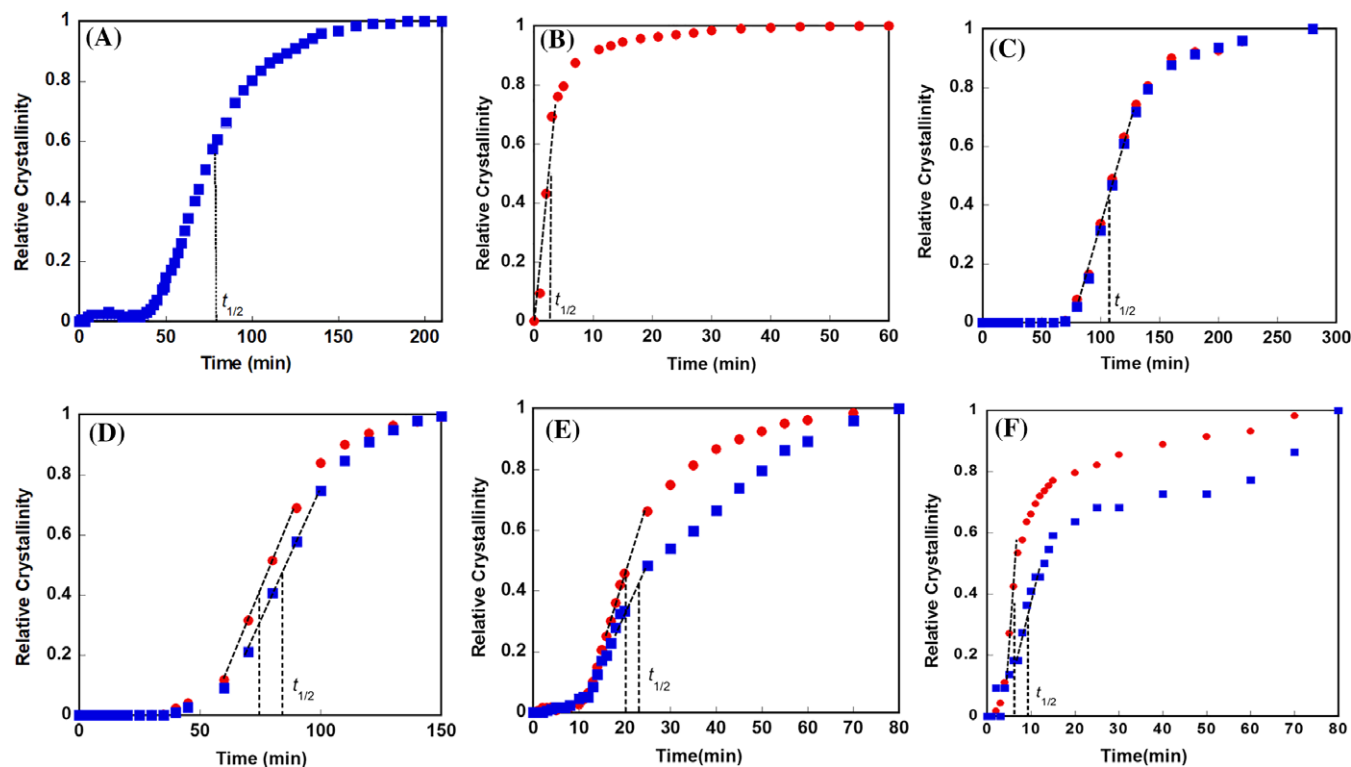 (A)
Relative Crystallinity
1
0.8
0.6
0.4
0.2
0
t1/2
0 50 100 150 200
Time (min)
(B)
Relative Crystallinity
1
0.8
0.6
0.4
0.2
0
t1/2
0 10 20 30 40 50 60
Time (min)
(C)
Relative Crystallinity
1
0.8
0.6
0.4
0.2
0
t1/2
0 50 100 150 200 250 300
Time (min)
(D)
Relative Crystallinity
1
0.8
0.6
0.4
0.2
0
t1/2
0 50 100 150
Time (min)
(E)
Relative Crystallinity
1
0.8
0.6
0.4
0.2
0
t1/2
0 10 20 30 40 50 60 70 80
Time(min)
(F)
Relative Crystallinity
1
0.8
0.6
0.4
0.2
0
t1/2
0 10 20 30 40 50 60 70 80
Time(min)